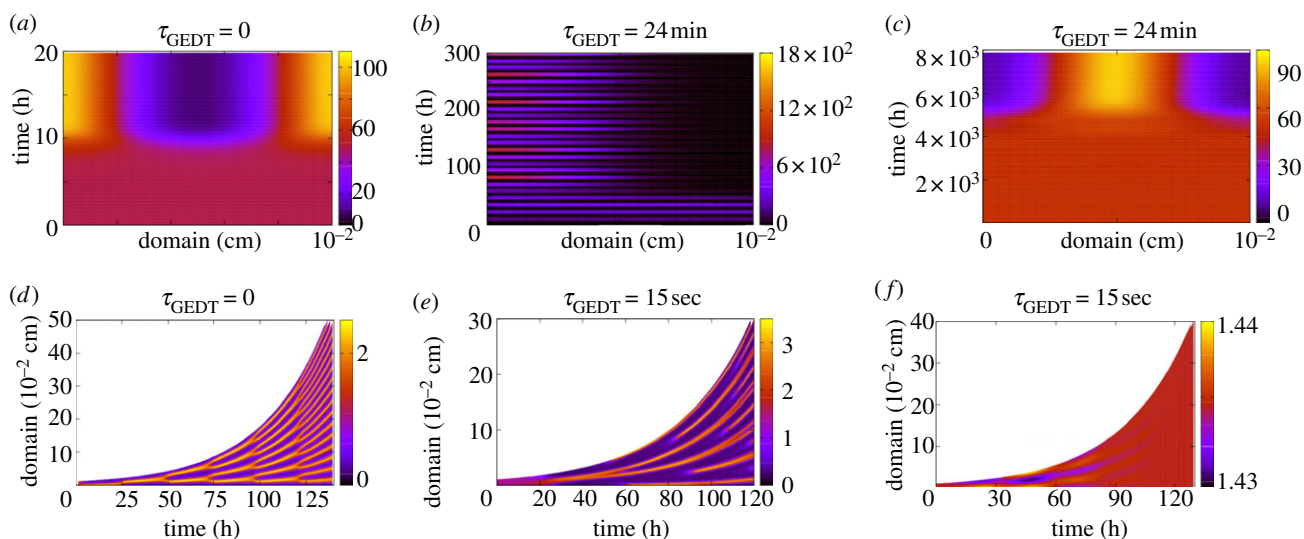 (a) τGEDT = 0
20
10
0
time (h)
domain (cm)
10⁻²
100
60
20
0
(b) τGEDT = 24 min
300
200
100
0
time (h)
domain (cm)
10⁻²
18 × 10²
12 × 10²
6 × 10²
0
(c) τGEDT = 24 min
8 × 10³
6 × 10³
4 × 10³
2 × 10³
time (h)
0
domain (cm)
10⁻²
90
60
30
0
(d) τGEDT = 0
50
40
30
20
10
0
domain (10⁻² cm)
25 50 75 100 125
time (h)
2
1
0
(e) τGEDT = 15 sec
30
20
10
0
domain (10⁻² cm)
0 20 40 60 80 100 120
time (h)
3
2
1
0
(f) τGEDT = 15 sec
40
30
20
10
domain (10⁻² cm)
0 30 60 90 120
time (h)
1.44
1.43